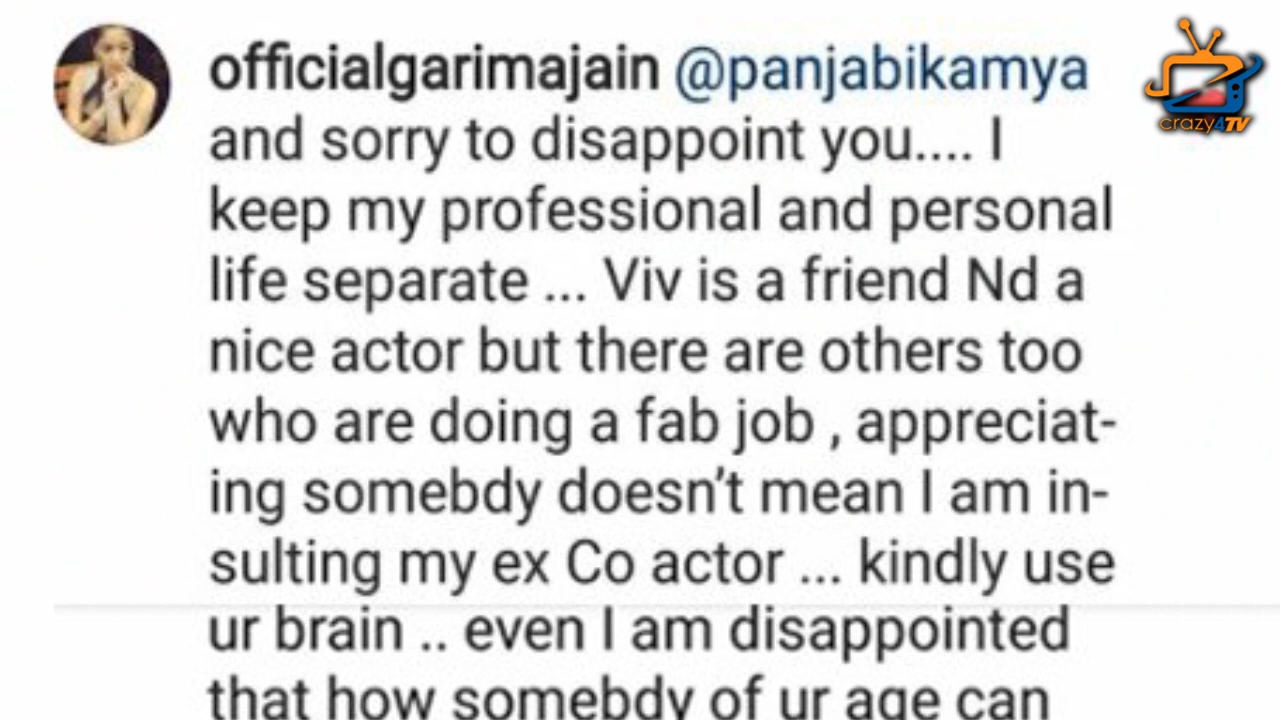 officialgarimajain @panjabikamya
and sorry to disappoint you.... I
keep my professional and personal
life separate ... Viv is a friend Nd a
nice actor but there are others too
who are doing a fab job , appreciat-
ing somebdy doesn't mean I am in-
sulting my ex Co actor ... kindly use
ur brain .. even I am disappointed
that how somebdy of ur age can
crazy4TV